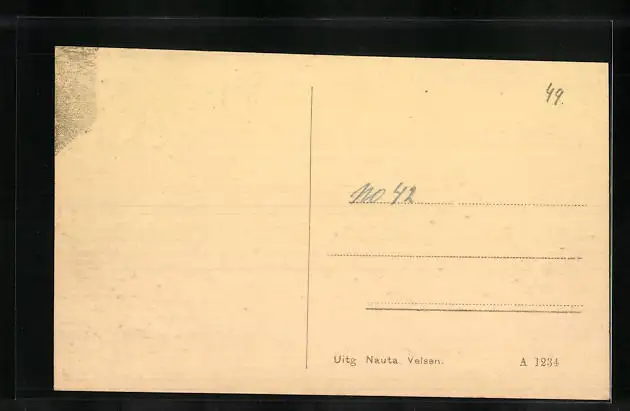 49.
No 42
Uitg Nauta Velsen.
A 1234